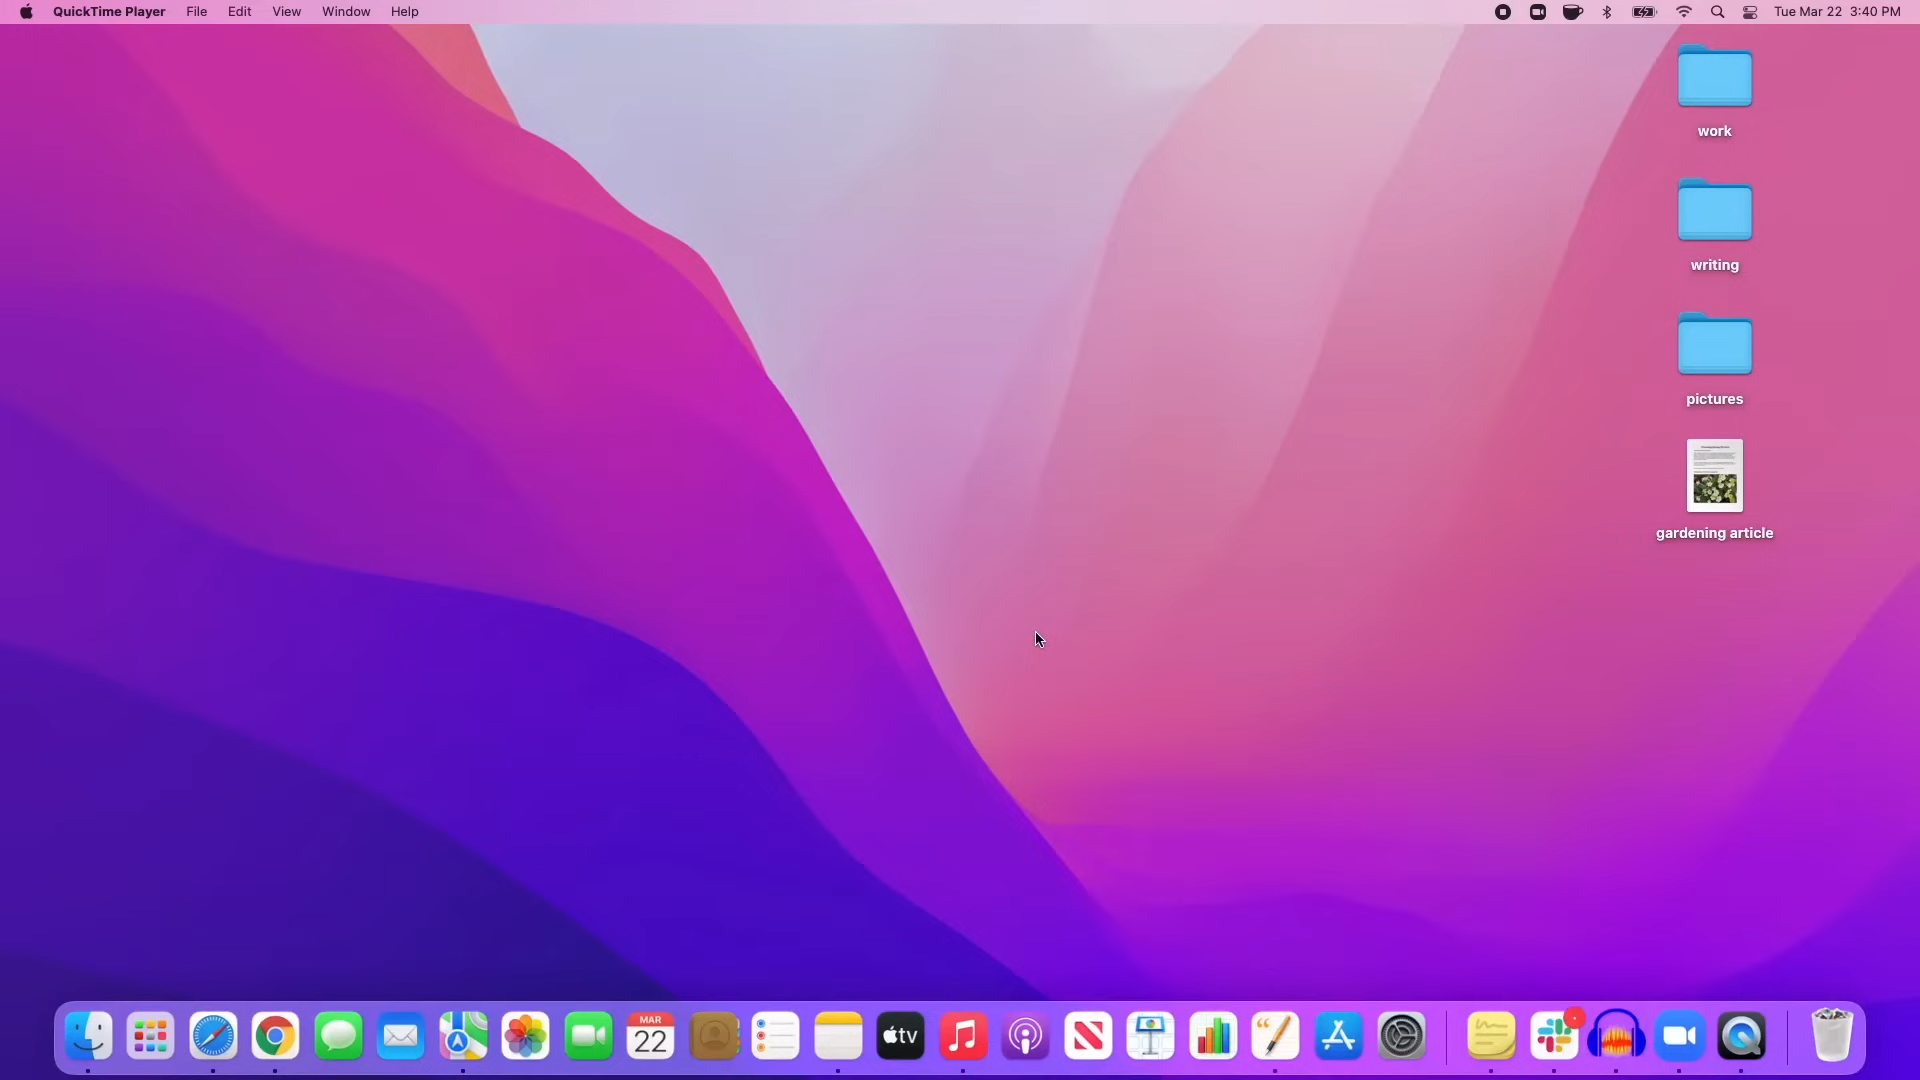 QuickTime Player File Edit View Window Help Tue Mar 22 3:40 PM
work
writing
pictures
gardening article
MAR
22
tv